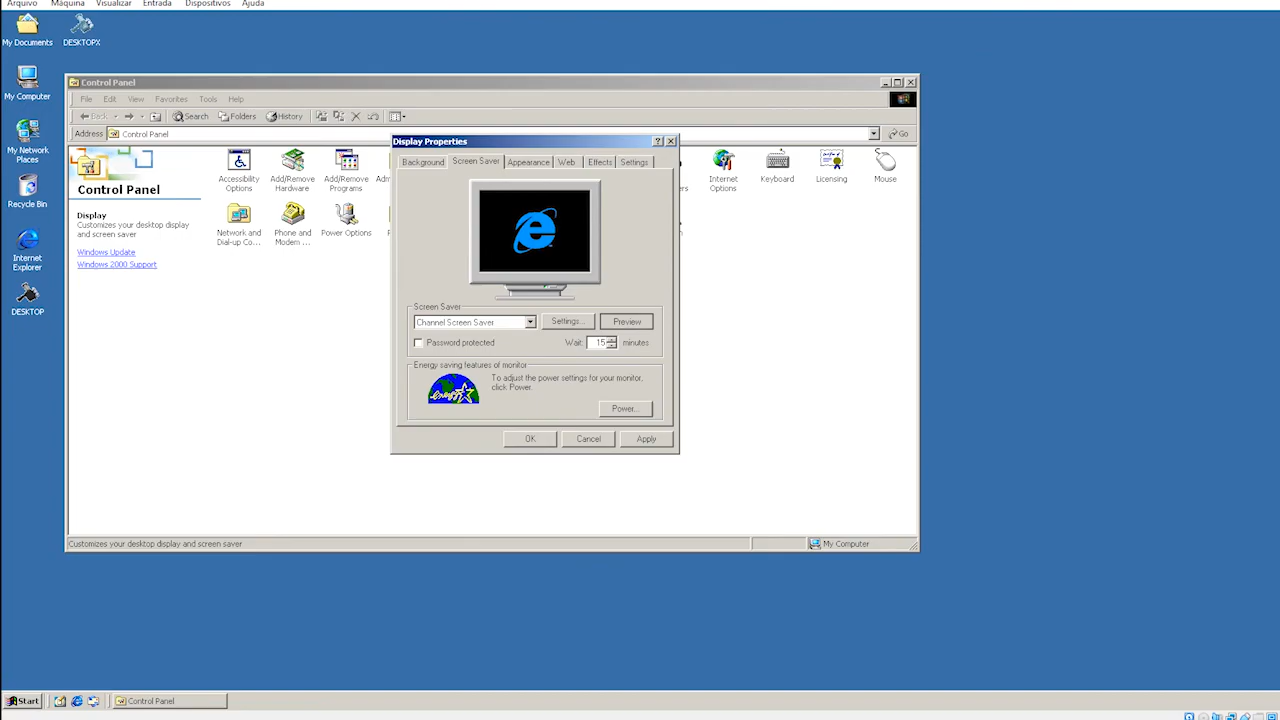 Arquivo Máquina Visualizar Entrada Dispositivos Ajuda
My Documents
DESKTOPX
My Computer
My Network Places
Recycle Bin
Internet Explorer
DESKTOP
Control Panel
File Edit View Favorites Tools Help
Back Search Folders History
Address Control Panel Go
Control Panel
Display
Customizes your desktop display and screen saver
Windows Update
Windows 2000 Support
Accessibility Options
Add/Remove Hardware
Add/Remove Programs
Internet Options
Keyboard
Licensing
Mouse
Network and Dial-up Co...
Phone and Modem ...
Power Options
Display Properties
Background Screen Saver Appearance Web Effects Settings
Screen Saver
Channel Screen Saver Settings... Preview
Password protected Wait: 15 minutes
Energy saving features of monitor
To adjust the power settings for your monitor,
click Power.
energy
Power...
OK Cancel Apply
Customizes your desktop display and screen saver My Computer
Start Control Panel